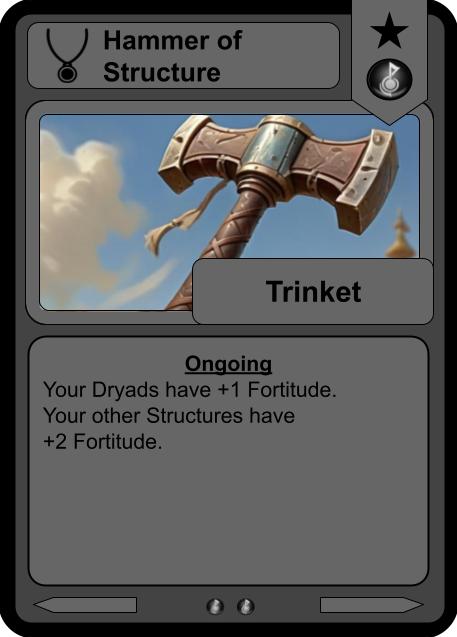 Hammer of
Structure
Trinket
Ongoing
Your Dryads have +1 Fortitude.
Your other Structures have
+2 Fortitude.